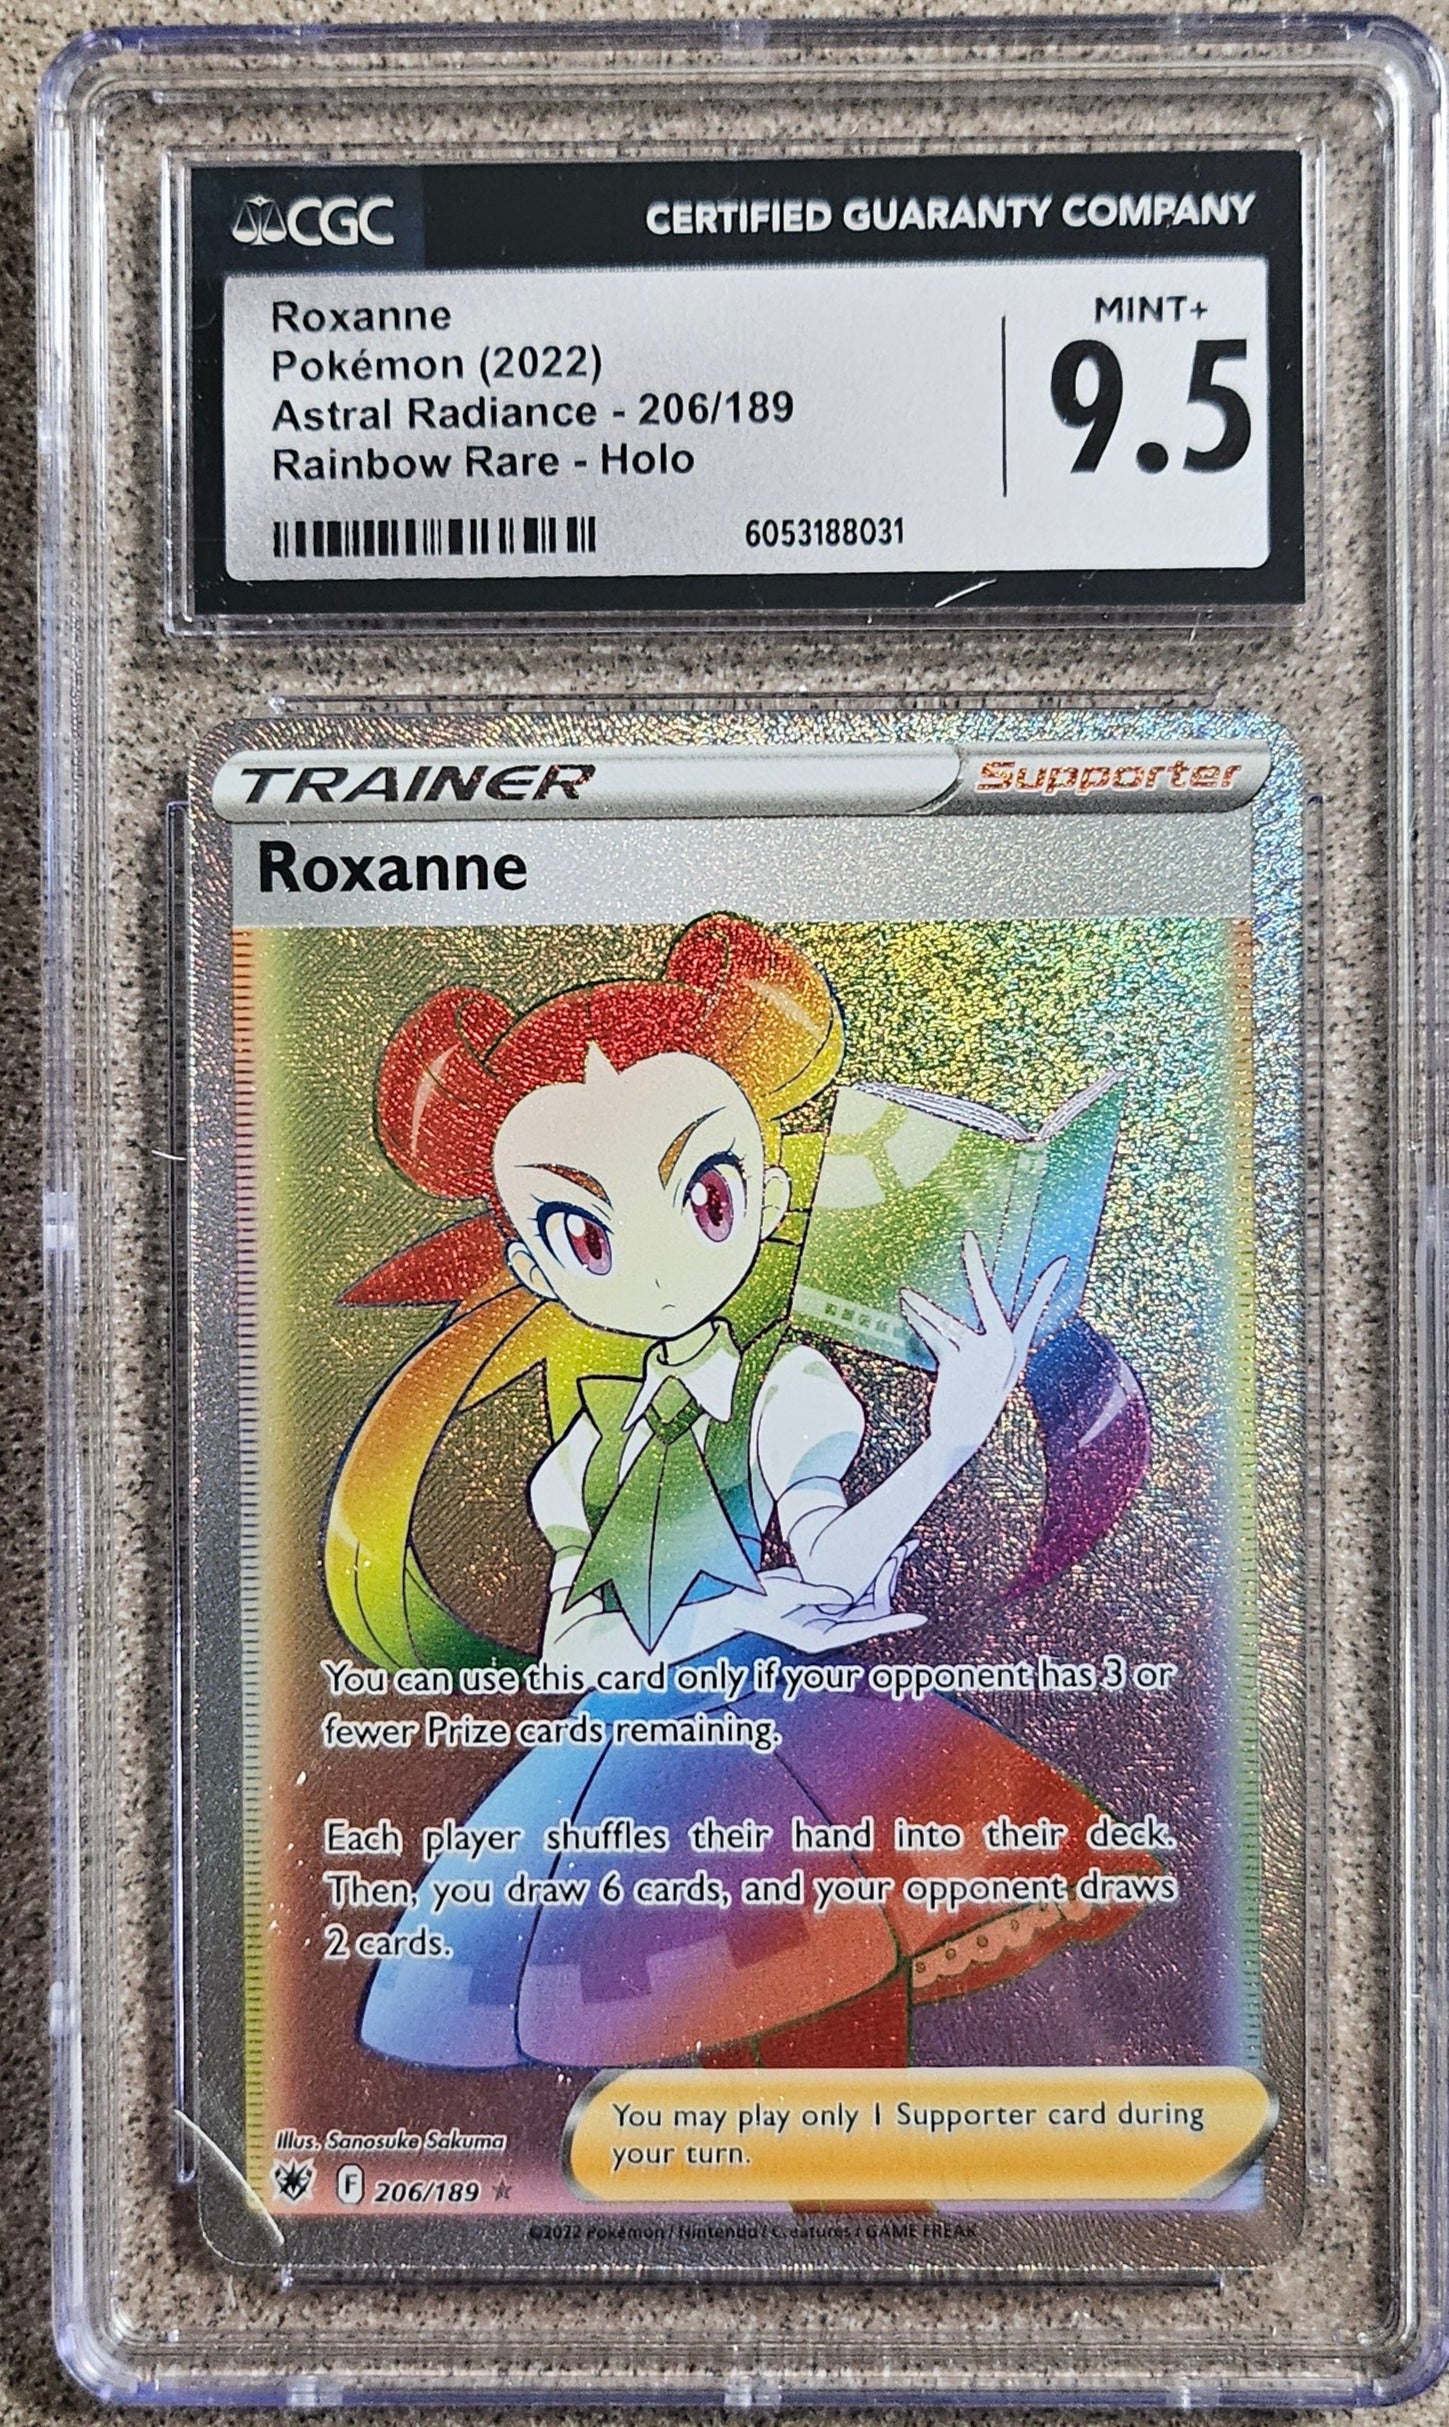 CGC
CERTIFIED GUARANTY COMPANY
Roxanne
Pokémon (2022)
Astral Radiance - 206/189
Rainbow Rare - Holo
6053188031
MINT+
9.5
TRAINER
Supporter
Roxanne
You can use this card only if your opponent has 3 or
fewer Prize cards remaining.
Each player shuffles their hand into their deck.
Then, you draw 6 cards, and your opponent draws
2 cards.
Illus. Sanosuke Sakuma
F 206/189
You may play only 1 Supporter card during
your turn.
©2022 Pokémon / Nintendo / Creatures / GAME FREAK